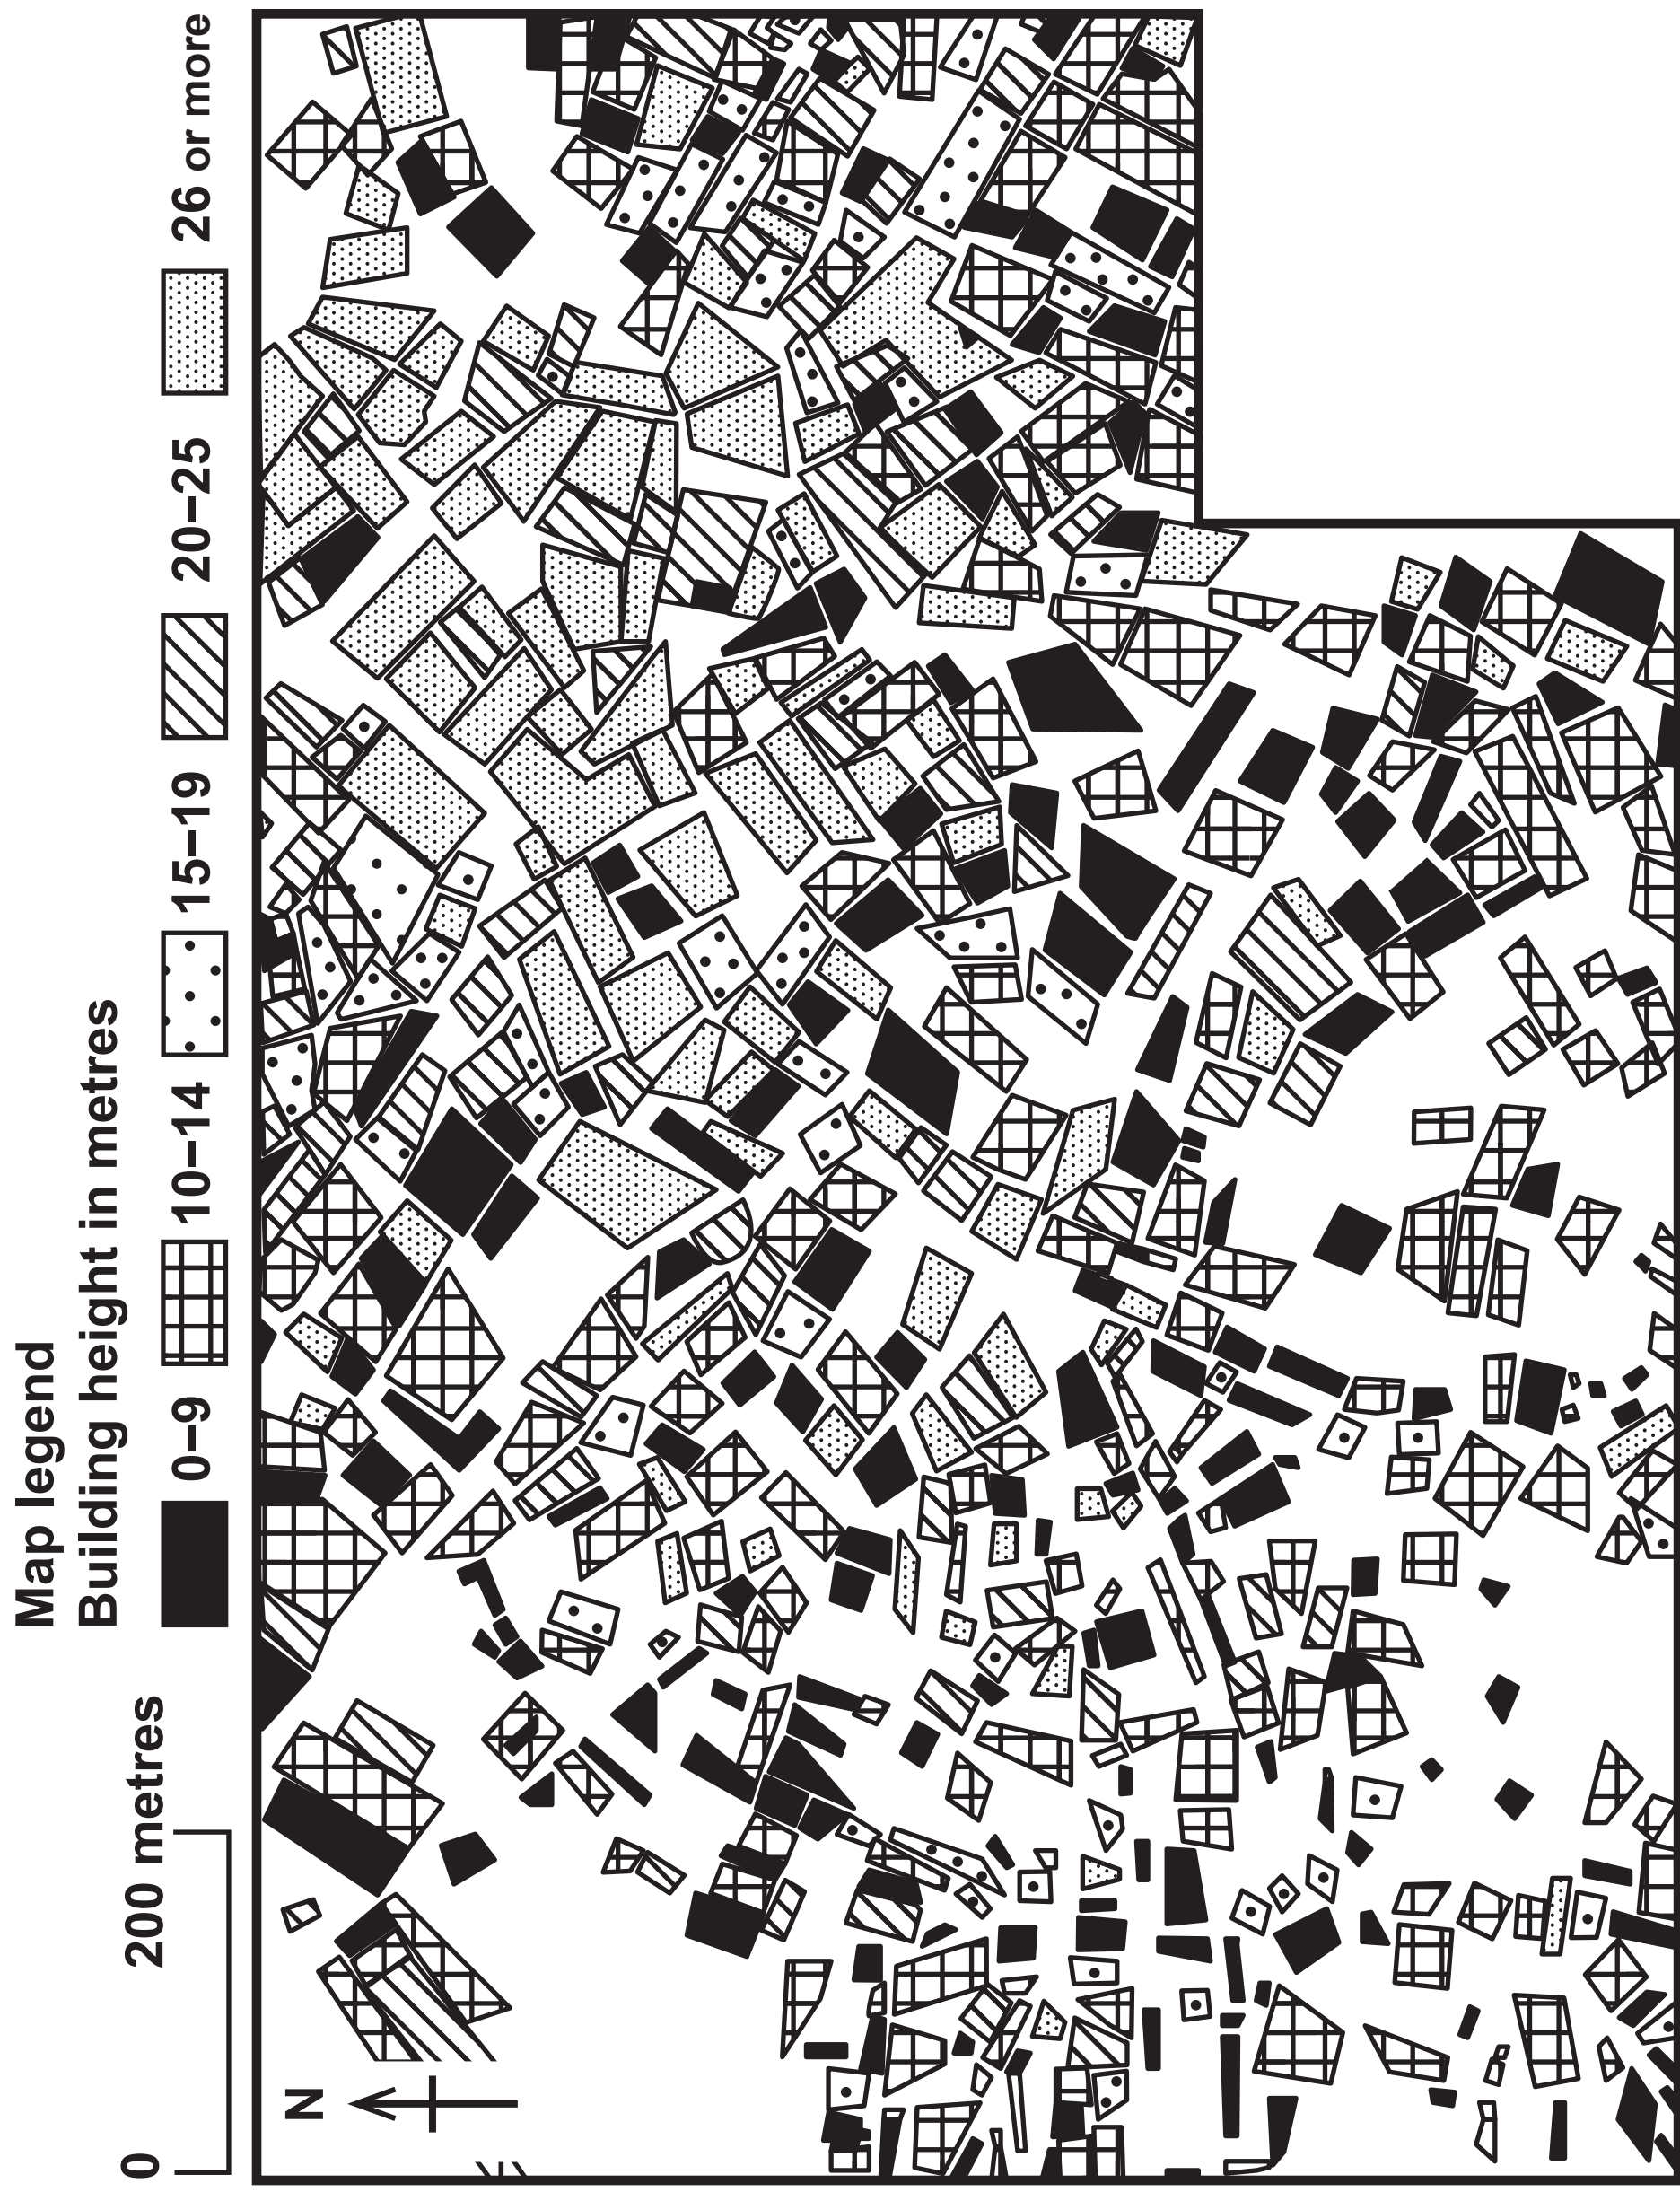 Map legend
Building height in metres
0–9
10–14
15–19
20–25
26 or more
0
200 metres
N